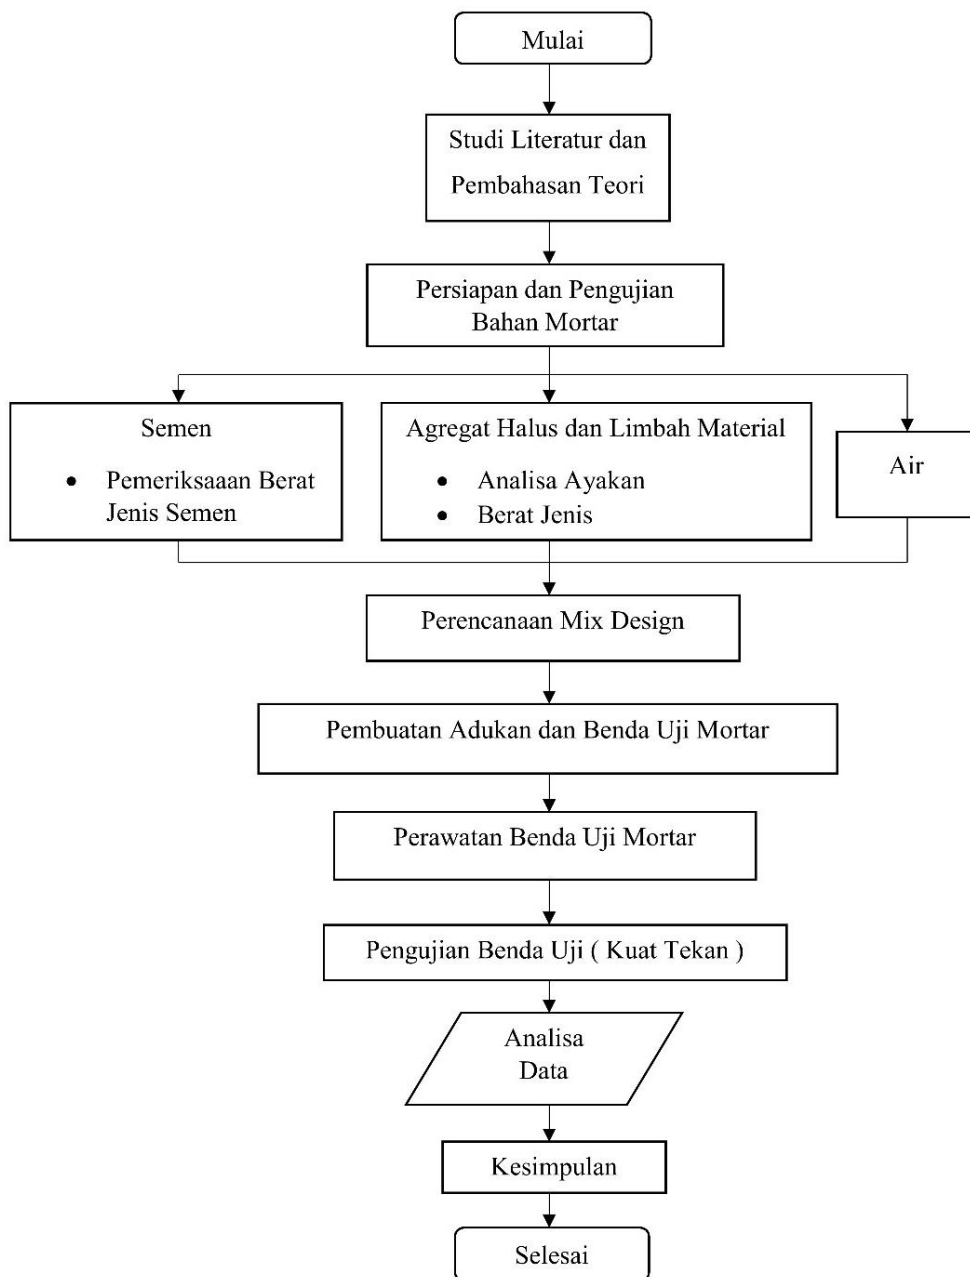 Mulai
Studi Literatur dan
Pembahasan Teori
Persiapan dan Pengujian
Bahan Mortar
Semen
• Pemeriksaaan Berat
Jenis Semen
Agregat Halus dan Limbah Material
• Analisa Ayakan
• Berat Jenis
Air
Perencanaan Mix Design
Pembuatan Adukan dan Benda Uji Mortar
Perawatan Benda Uji Mortar
Pengujian Benda Uji ( Kuat Tekan )
Analisa
Data
Kesimpulan
Selesai